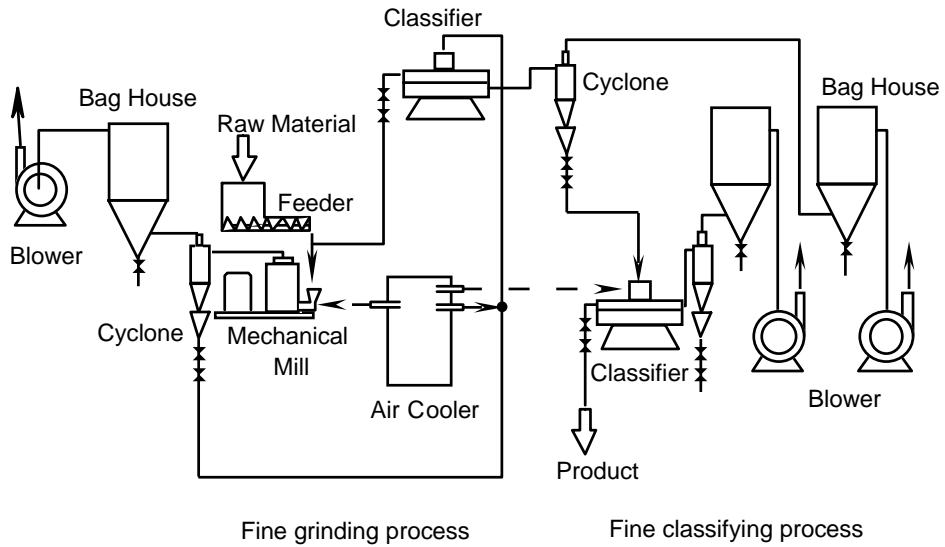 Classifier
Bag House
Cyclone
Bag House
Raw Material
Feeder
Blower
Cyclone
Mechanical
Mill
Air Cooler
Classifier
Blower
Product
Fine grinding process
Fine classifying process